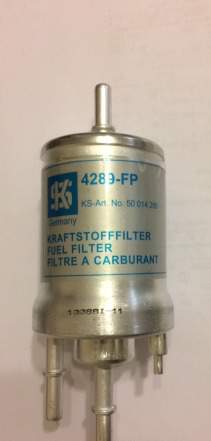 KS
4289-FP
KS-Art. No. 50 014 289
Germany
KRAFTSTOFFFILTER
FUEL FILTER
FILTRE A CARBURANT